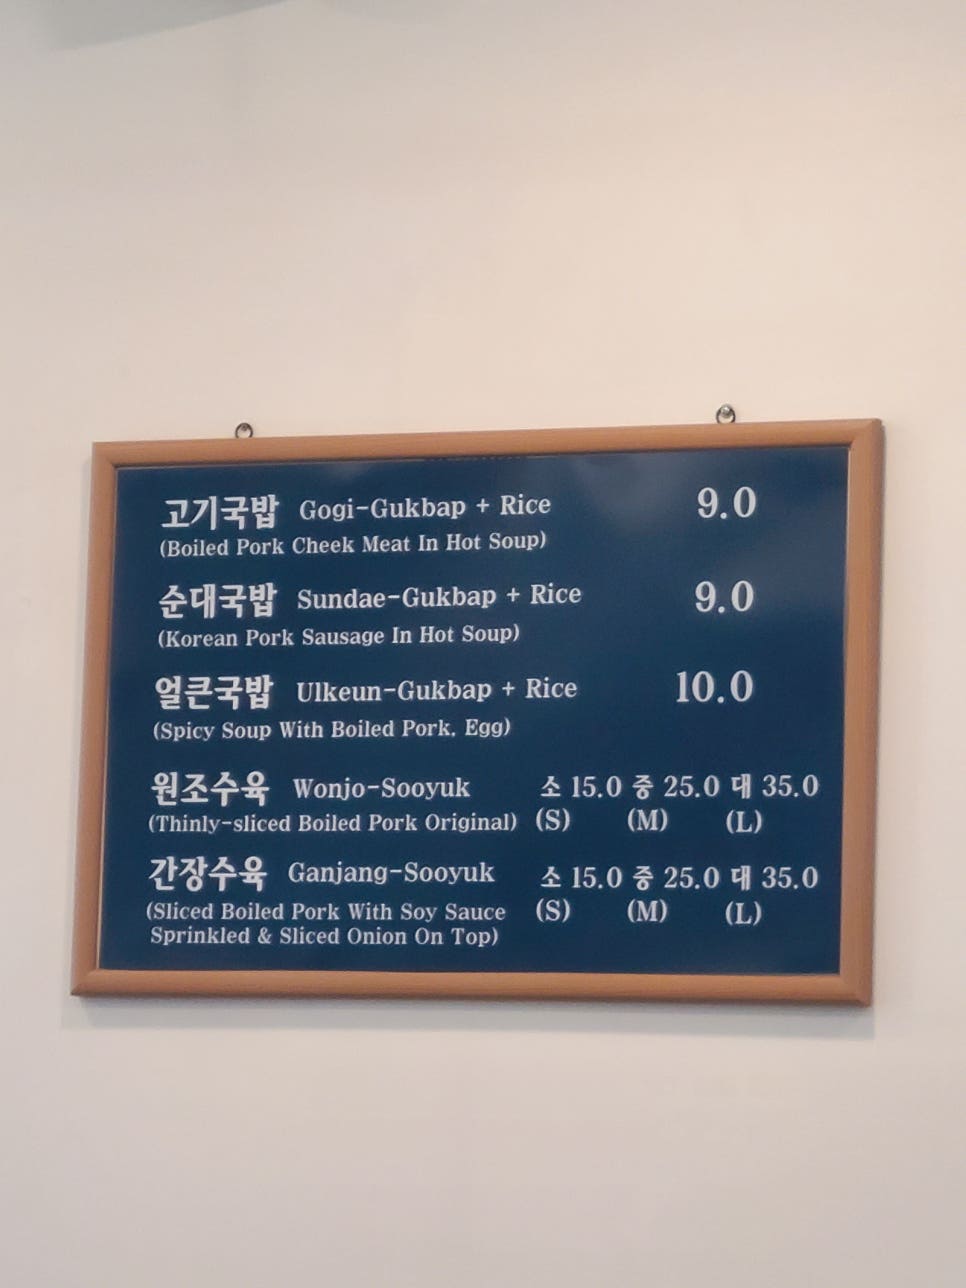 고기국밥 Gogi-Gukbap + Rice 9.0
(Boiled Pork Cheek Meat In Hot Soup)
순대국밥 Sundae-Gukbap + Rice 9.0
(Korean Pork Sausage In Hot Soup)
얼큰국밥 Ulkeun-Gukbap + Rice 10.0
(Spicy Soup With Boiled Pork, Egg)
원조수육 Wonjo-Sooyuk 소 15.0 중 25.0 대 35.0
(Thinly-sliced Boiled Pork Original) (S) (M) (L)
간장수육 Ganjang-Sooyuk 소 15.0 중 25.0 대 35.0
(Sliced Boiled Pork With Soy Sauce (S) (M) (L)
Sprinkled & Sliced Onion On Top)